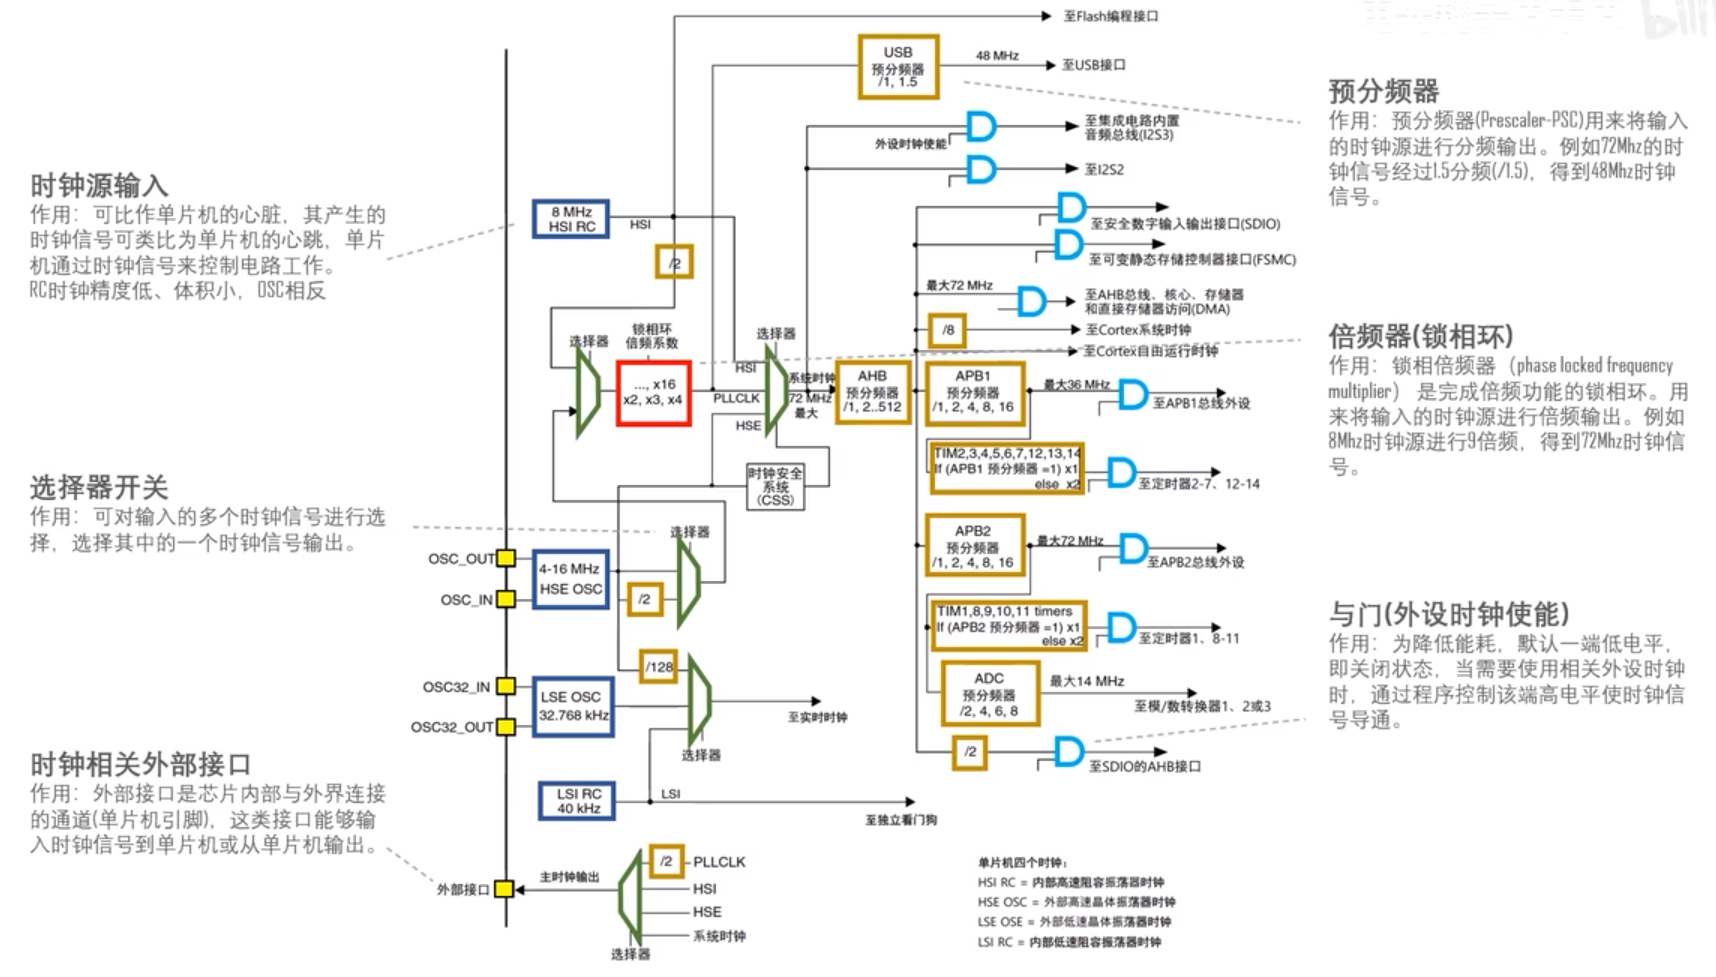 至Flash编程接口
USB
预分频器
/1, 1.5
48 MHz
至USB接口
外设时钟使能
至集成电路内置
音频总线(I2S3)
至I2S2
至安全数字输入输出接口(SDIO)
至可变静态存储控制器接口(FSMC)
最大72 MHz
至AHB总线、核心、存储器
和直接存储器访问(DMA)
/8
至Cortex系统时钟
至Cortex自由运行时钟
时钟源输入
作用：可比作单片机的心脏，其产生的
时钟信号可类比为单片机的心跳，单片
机通过时钟信号来控制电路工作。
RC时钟精度低、体积小，OSC相反
8 MHz
HSI RC
HSI
/2
选择器
锁相环
倍频系数
..., x16
x2, x3, x4
选择器
HSI
PLLCLK
HSE
系统时钟
72 MHz
最大
AHB
预分频器
/1, 2..512
APB1
预分频器
/1, 2, 4, 8, 16
最大36 MHz
至APB1总线外设
TIM2,3,4,5,6,7,12,13,14
If (APB1 预分频器 =1) x1
else x2
至定时器2-7、12-14
时钟安全
系统
(CSS)
APB2
预分频器
/1, 2, 4, 8, 16
最大72 MHz
至APB2总线外设
TIM1,8,9,10,11 timers
If (APB2 预分频器 =1) x1
else x2
至定时器1、8-11
ADC
预分频器
/2, 4, 6, 8
最大14 MHz
至模/数转换器1、2或3
/2
至SDIO的AHB接口
选择器开关
作用：可对输入的多个时钟信号进行选
择，选择其中的一个时钟信号输出。
选择器
OSC_OUT
OSC_IN
4-16 MHz
HSE OSC
/2
/128
OSC32_IN
OSC32_OUT
LSE OSC
32.768 kHz
至实时时钟
选择器
LSI RC
40 kHz
LSI
至独立看门狗
时钟相关外部接口
作用：外部接口是芯片内部与外界连接
的通道(单片机引脚)，这类接口能够输
入时钟信号到单片机或从单片机输出。
外部接口
主时钟输出
/2
PLLCLK
HSI
HSE
系统时钟
选择器
单片机四个时钟：
HSI RC = 内部高速阻容振荡器时钟
HSE OSC = 外部高速晶体振荡器时钟
LSE OSE = 外部低速晶体振荡器时钟
LSI RC = 内部低速阻容振荡器时钟
预分频器
作用：预分频器(Prescaler-PSC)用来将输入
的时钟源进行分频输出。例如72Mhz的时
钟信号经过1.5分频(/1.5)，得到48Mhz时钟
信号。
倍频器(锁相环)
作用：锁相倍频器（phase locked frequency
multiplier）是完成倍频功能的锁相环。用
来将输入的时钟源进行倍频输出。例如
8Mhz时钟源进行9倍频，得到72Mhz时钟信
号。
与门(外设时钟使能)
作用：为降低能耗，默认一端低电平，
即关闭状态，当需要使用相关外设时钟
时，通过程序控制该端高电平使时钟信
号导通。